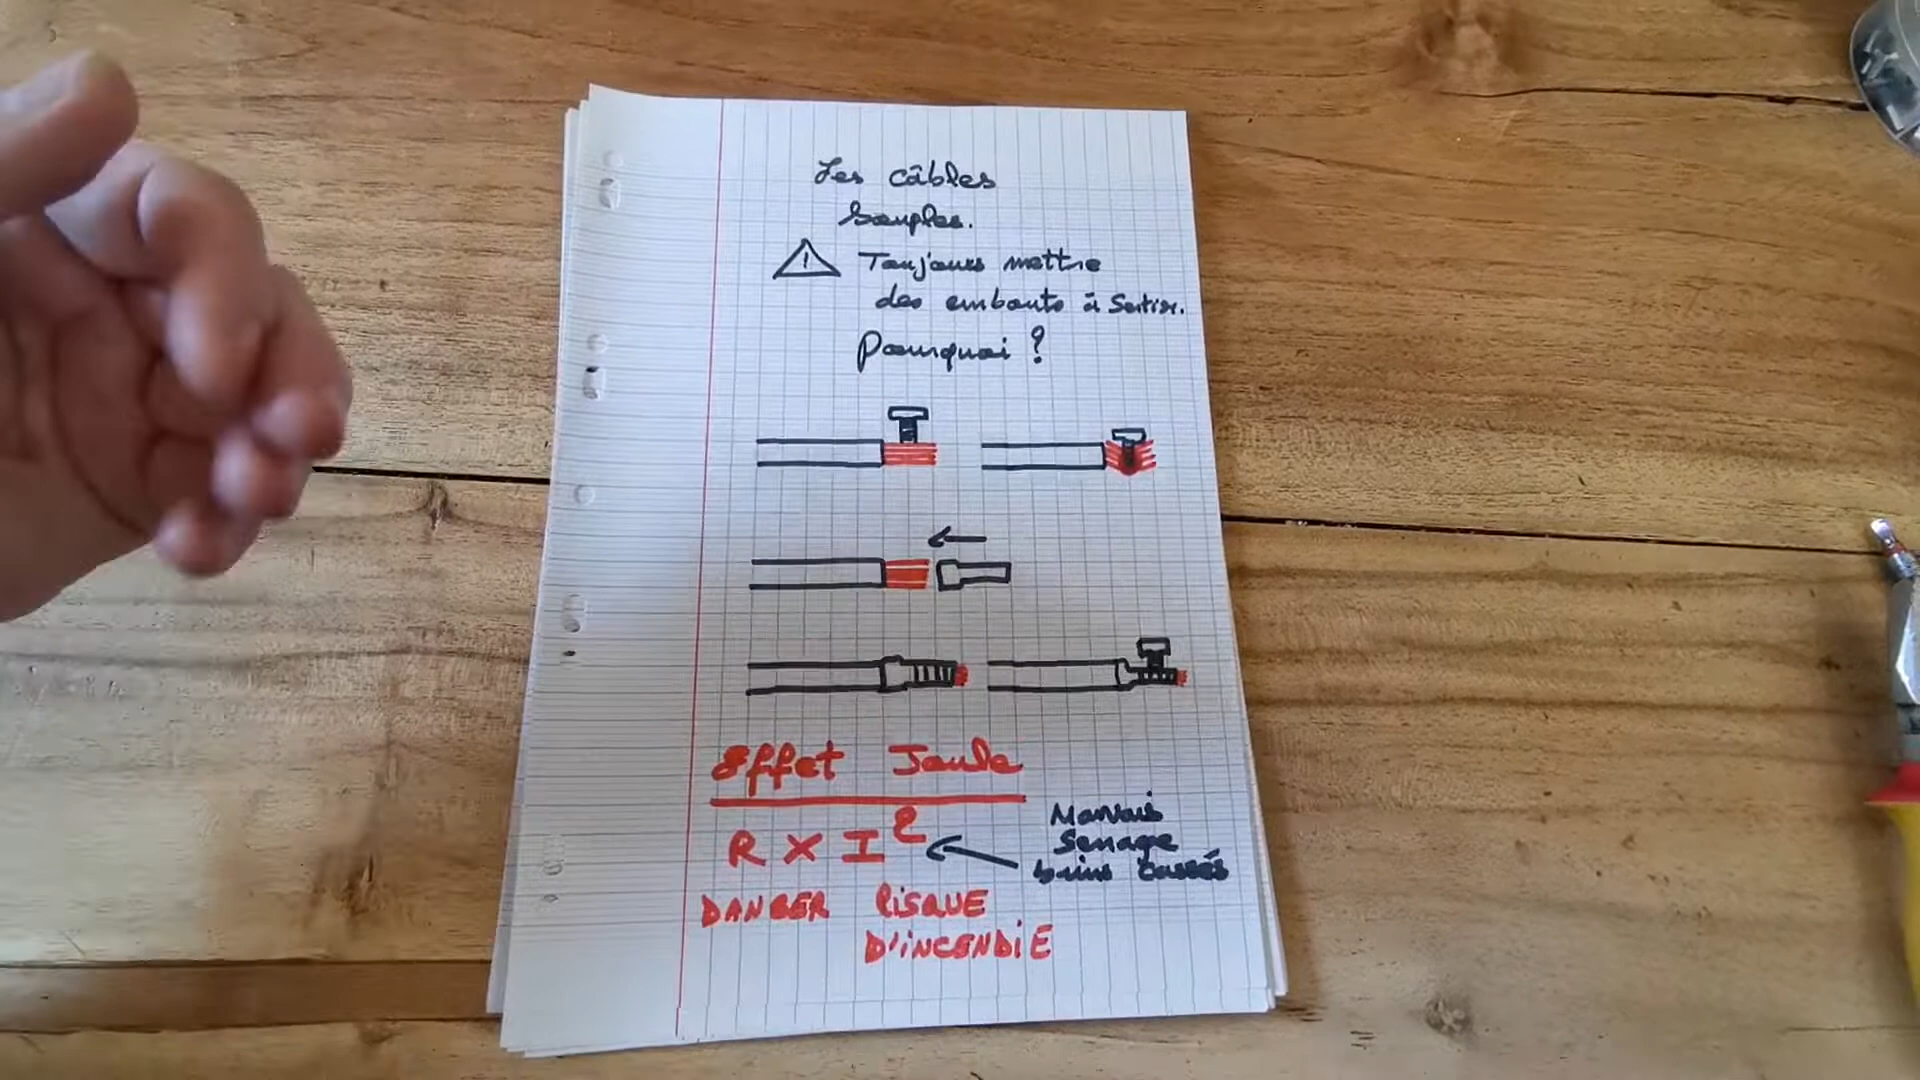 Les câbles
Souples.
! Toujours mettre
des embouts à Sertir.
Pourquoi ?
Effet Joule
R X I²
Mauvais
Serrage
brins cassés
DANGER RISQUE
D'INCENDIE